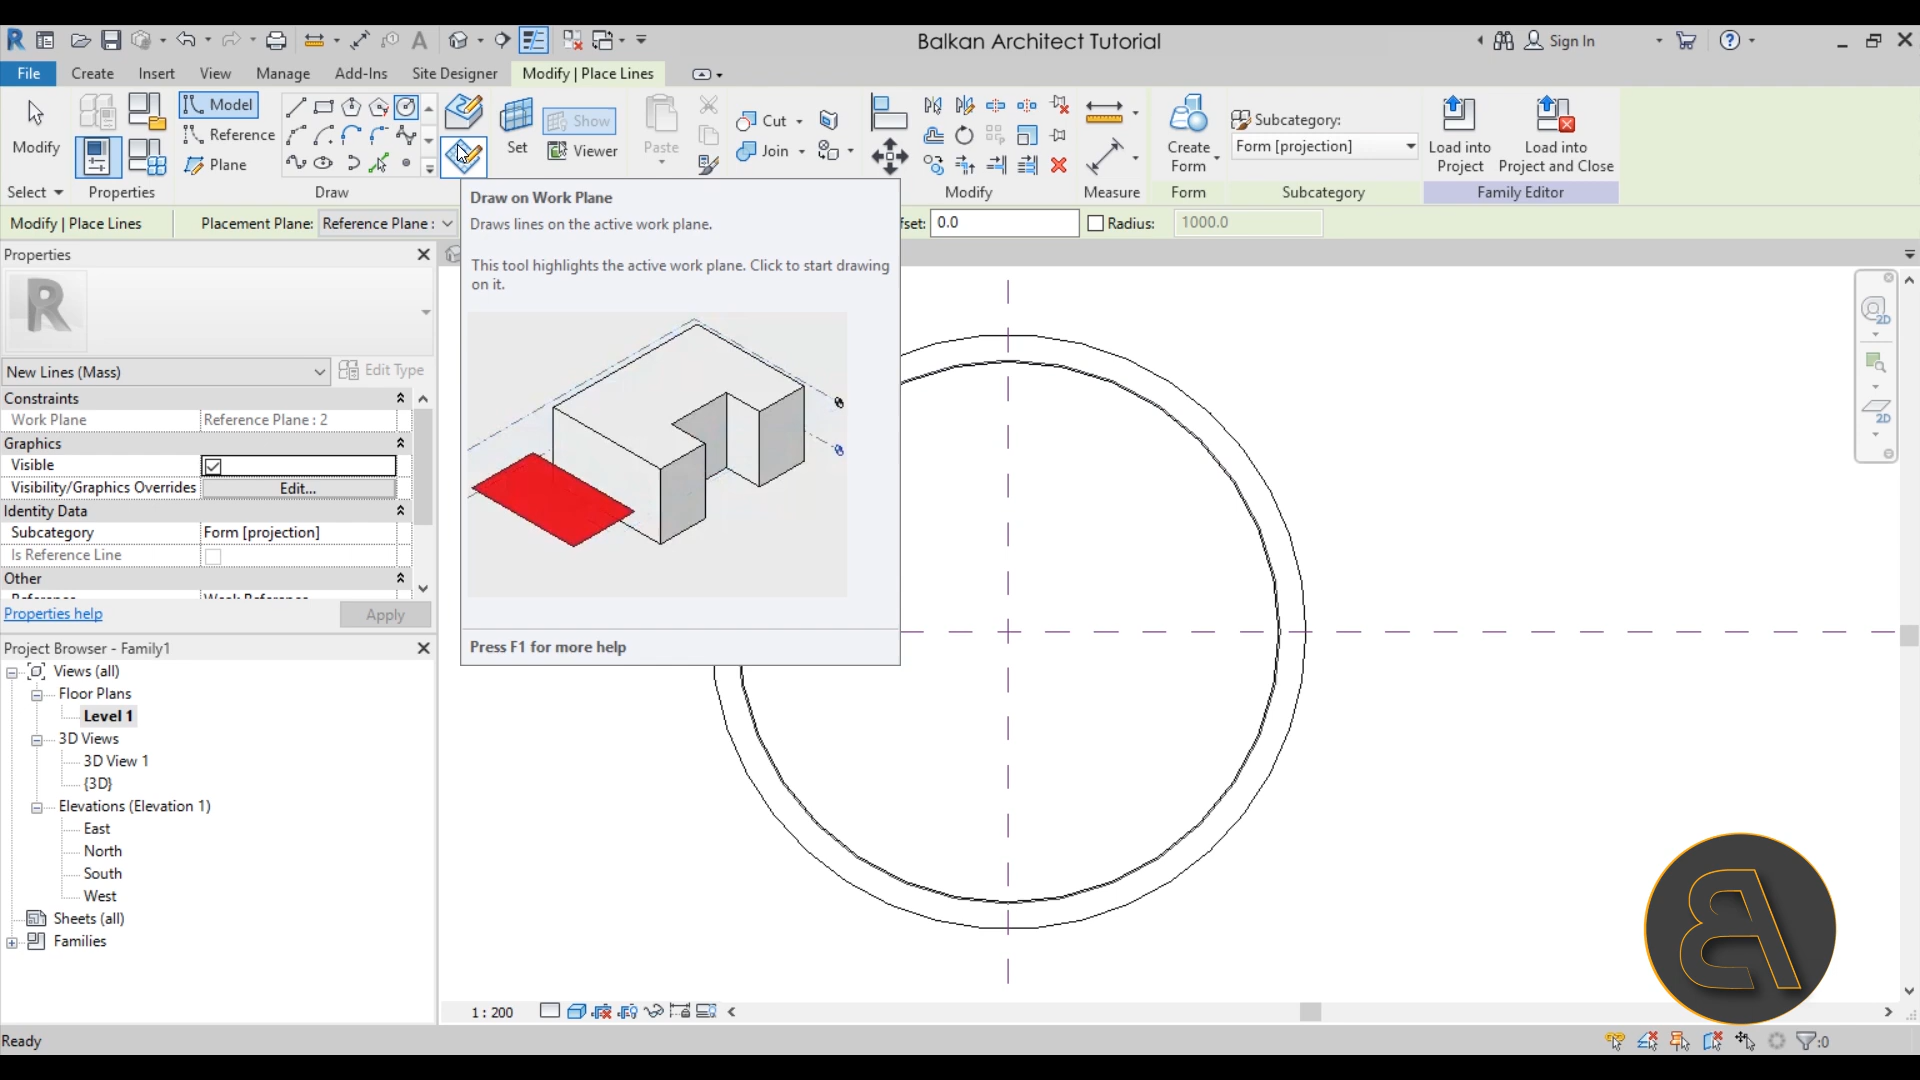 Balkan Architect Tutorial
Sign In
File
Create
Insert
View
Manage
Add-Ins
Site Designer
Modify | Place Lines
Modify
Model
Reference
Plane
Set
Show
Viewer
Paste
Cut
Join
Create
Form
Subcategory:
Form [projection]
Load into
Project
Load into
Project and Close
Select
Properties
Draw
Modify
Measure
Form
Subcategory
Family Editor
Modify | Place Lines
Placement Plane:
Reference Plane :
fset:
0.0
Radius:
1000.0
Draw on Work Plane
Draws lines on the active work plane.
This tool highlights the active work plane. Click to start drawing
on it.
Press F1 for more help
Properties
New Lines (Mass)
Edit Type
Constraints
Work Plane
Reference Plane : 2
Graphics
Visible
Visibility/Graphics Overrides
Edit...
Identity Data
Subcategory
Form [projection]
Is Reference Line
Other
Reference
Weak Reference
Properties help
Apply
Project Browser - Family1
Views (all)
Floor Plans
Level 1
3D Views
3D View 1
{3D}
Elevations (Elevation 1)
East
North
South
West
Sheets (all)
Families
2D
2D
1 : 200
Ready
:0